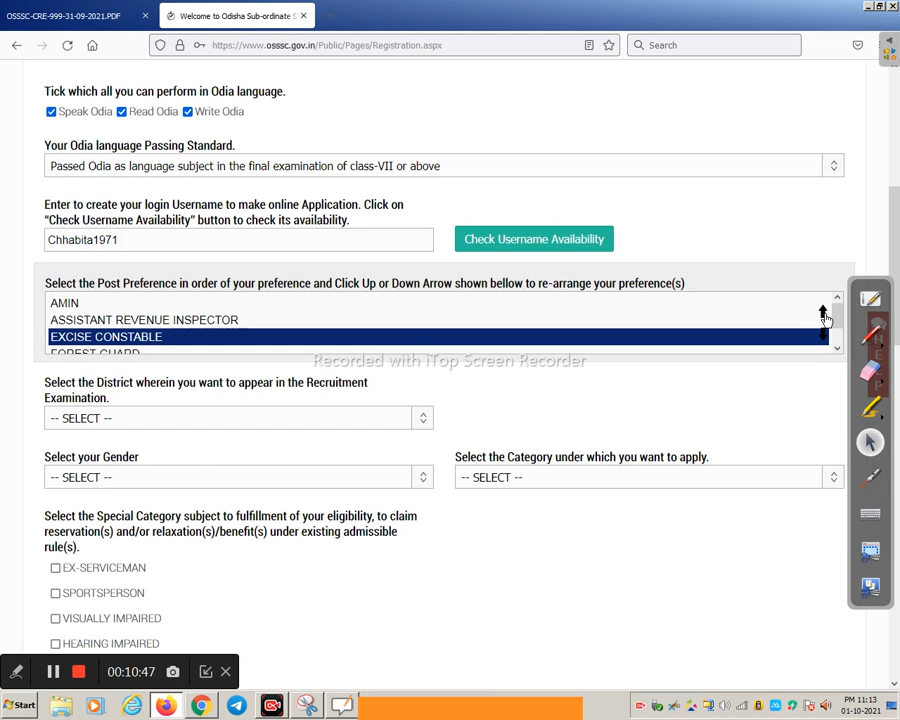 OSSSC-CRE-999-31-09-2021.PDF
Welcome to Odisha Sub-ordinate S
https://www.osssc.gov.in/Public/Pages/Registration.aspx
Search
Tick which all you can perform in Odia language.
Speak Odia Read Odia Write Odia
Your Odia language Passing Standard.
Passed Odia as language subject in the final examination of class-VII or above
Enter to create your login Username to make online Application. Click on
“Check Username Availability” button to check its availability.
Chhabita1971
Check Username Availability
Select the Post Preference in order of your preference and Click Up or Down Arrow shown bellow to re-arrange your preference(s)
AMIN
ASSISTANT REVENUE INSPECTOR
EXCISE CONSTABLE
FOREST GUARD
Recorded with iTop Screen Recorder
Select the District wherein you want to appear in the Recruitment
Examination.
-- SELECT --
Select your Gender
-- SELECT --
Select the Category under which you want to apply.
-- SELECT --
Select the Special Category subject to fulfillment of your eligibility, to claim
reservation(s) and/or relaxation(s)/benefit(s) under existing admissible
rule(s).
EX-SERVICEMAN
SPORTSPERSON
VISUALLY IMPAIRED
HEARING IMPAIRED
HELP
00:10:47
Start
PM 11:13
01-10-2021